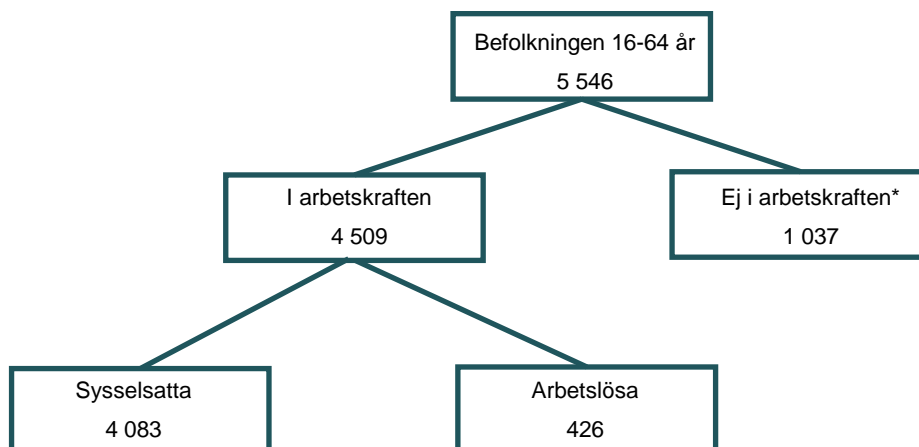 Befolkningen 16-64 år
5 546
I arbetskraften
4 509
Ej i arbetskraften*
1 037
Sysselsatta
4 083
Arbetslösa
426